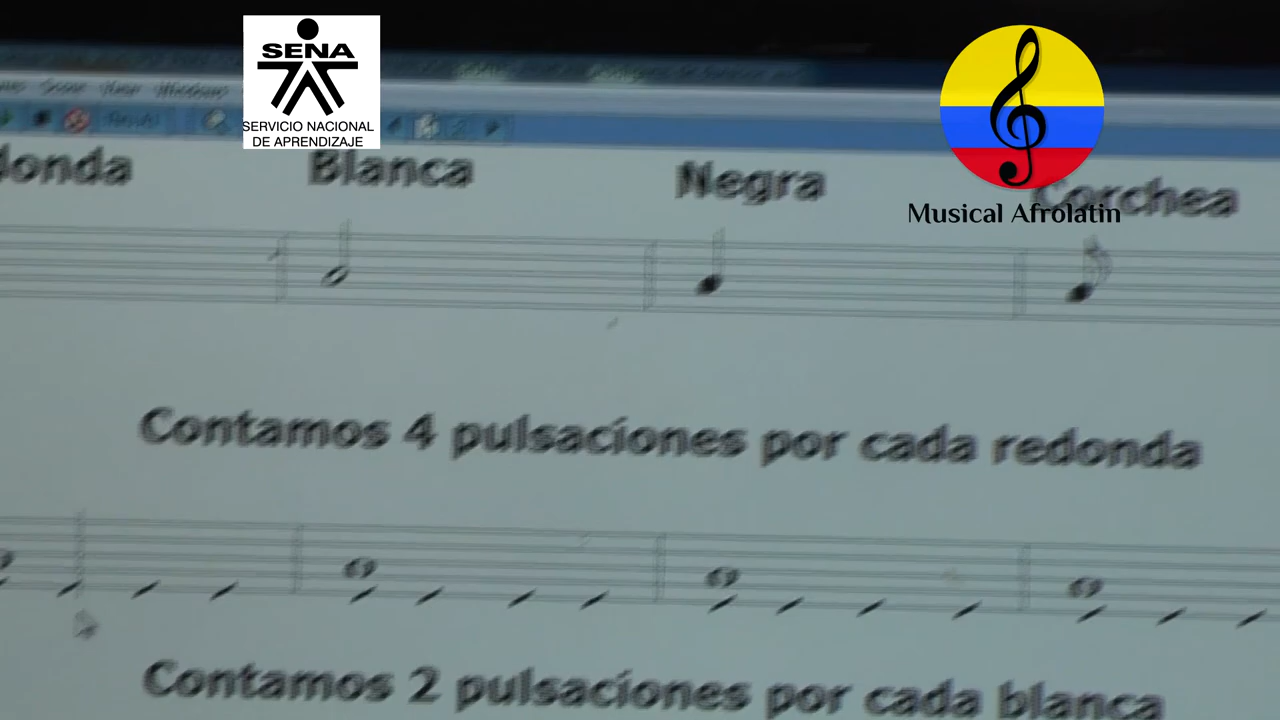 SENA
SERVICIO NACIONAL
DE APRENDIZAJE
Window
Blanca
Negra
Corchea
Musical Afrolatin
Contamos 4 pulsaciones por cada redonda
Contamos 2 pulsaciones por cada blanca